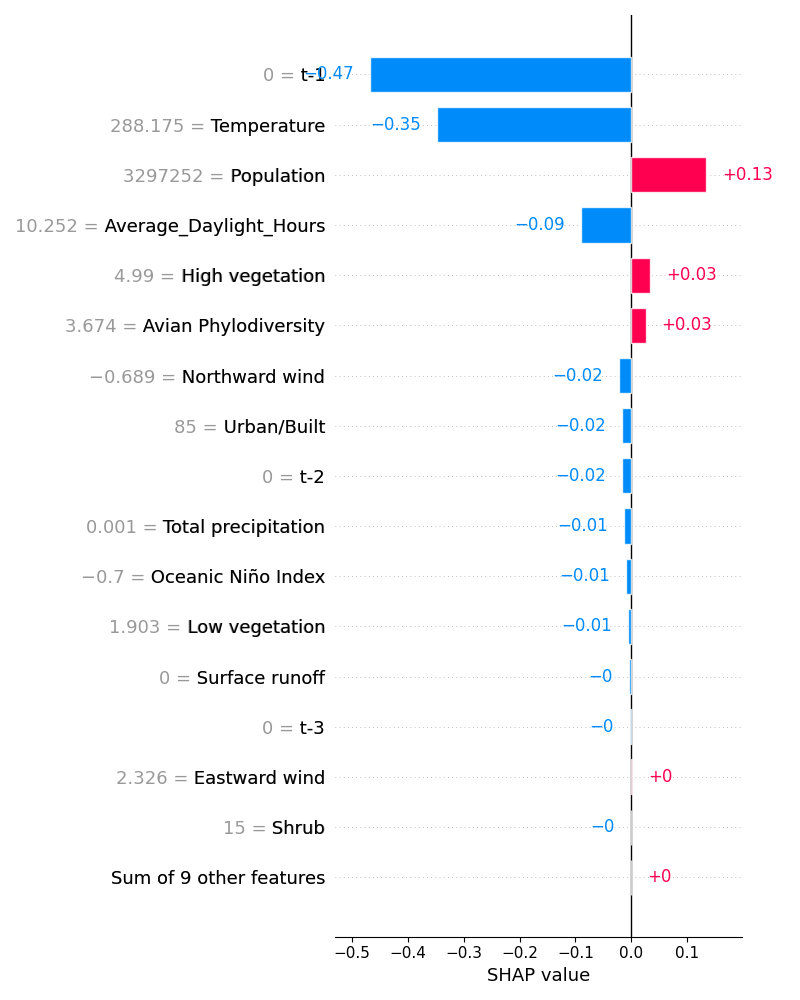 0 = t-1 −0.47
288.175 = Temperature −0.35
3297252 = Population +0.13
10.252 = Average_Daylight_Hours −0.09
4.99 = High vegetation +0.03
3.674 = Avian Phylodiversity +0.03
−0.689 = Northward wind −0.02
85 = Urban/Built −0.02
0 = t-2 −0.02
0.001 = Total precipitation −0.01
−0.7 = Oceanic Niño Index −0.01
1.903 = Low vegetation −0.01
0 = Surface runoff −0
0 = t-3 −0
2.326 = Eastward wind +0
15 = Shrub −0
Sum of 9 other features +0
−0.5 −0.4 −0.3 −0.2 −0.1 0.0 0.1
SHAP value